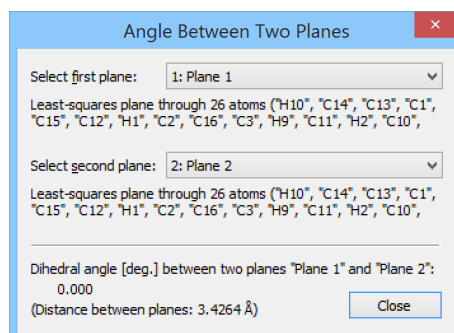 Angle Between Two Planes
Select first plane: 1: Plane 1
Least-squares plane through 26 atoms ("H10", "C14", "C13", "C1",
"C15", "C12", "H1", "C2", "C16", "C3", "H9", "C11", "H2", "C10",
Select second plane: 2: Plane 2
Least-squares plane through 26 atoms ("H10", "C14", "C13", "C1",
"C15", "C12", "H1", "C2", "C16", "C3", "H9", "C11", "H2", "C10",
Dihedral angle [deg.] between two planes "Plane 1" and "Plane 2":
0.000
(Distance between planes: 3.4264 Å)
Close